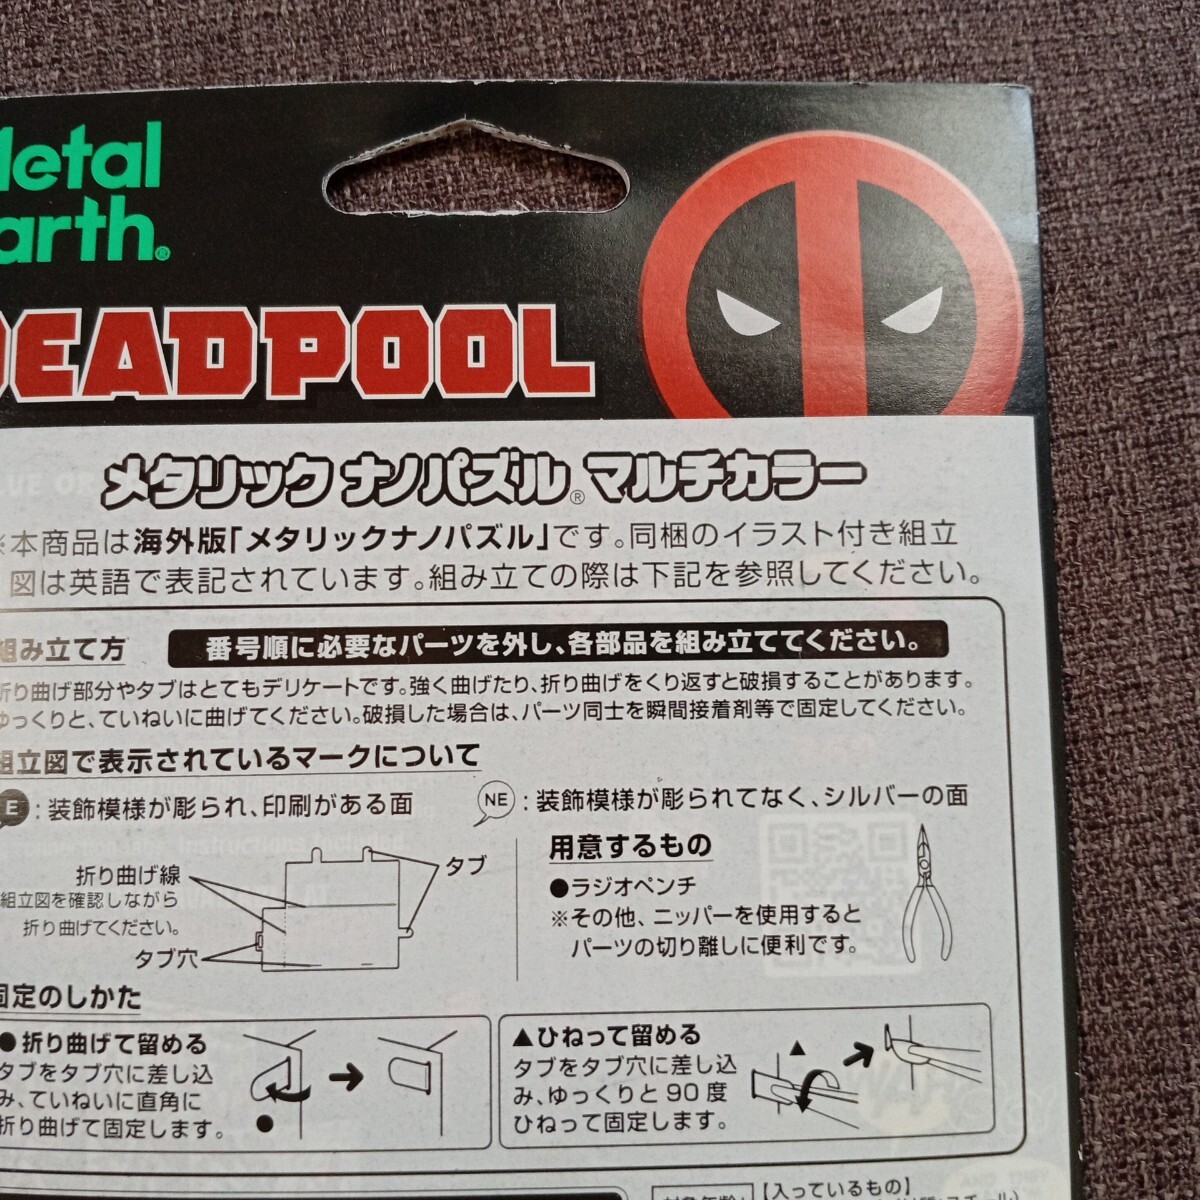 Metal
Earth®
DEADPOOL
メタリックナノパズル® マルチカラー
※本商品は海外版「メタリックナノパズル」です。同梱のイラスト付き組立
図は英語で表記されています。組み立ての際は下記を参照してください。
組み立て方
番号順に必要なパーツを外し、各部品を組み立ててください。
折り曲げ部分やタブはとてもデリケートです。強く曲げたり、折り曲げをくり返すと破損することがあります。
ゆっくりと、ていねいに曲げてください。破損した場合は、パーツ同士を瞬間接着剤等で固定してください。
組立図で表示されているマークについて
E：装飾模様が彫られ、印刷がある面
NE：装飾模様が彫られてなく、シルバーの面
折り曲げ線
組立図を確認しながら
折り曲げてください。
タブ穴
タブ
用意するもの
●ラジオペンチ
※その他、ニッパーを使用すると
パーツの切り離しに便利です。
固定のしかた
●折り曲げて留める
タブをタブ穴に差し込
み、ていねいに直角に
折り曲げて固定します。
▲ひねって留める
タブをタブ穴に差し込
み、ゆっくりと90度
ひねって固定します。
【入っているもの】